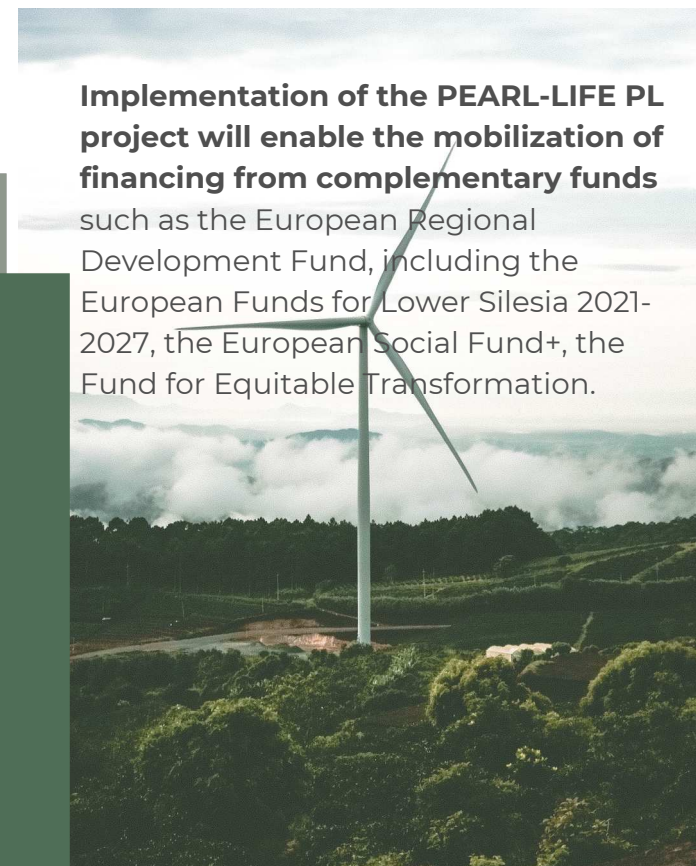 Implementation of the PEARL-LIFE PL
project will enable the mobilization of
financing from complementary funds
such as the European Regional
Development Fund, including the
European Funds for Lower Silesia 2021-
2027, the European Social Fund+, the
Fund for Equitable Transformation.